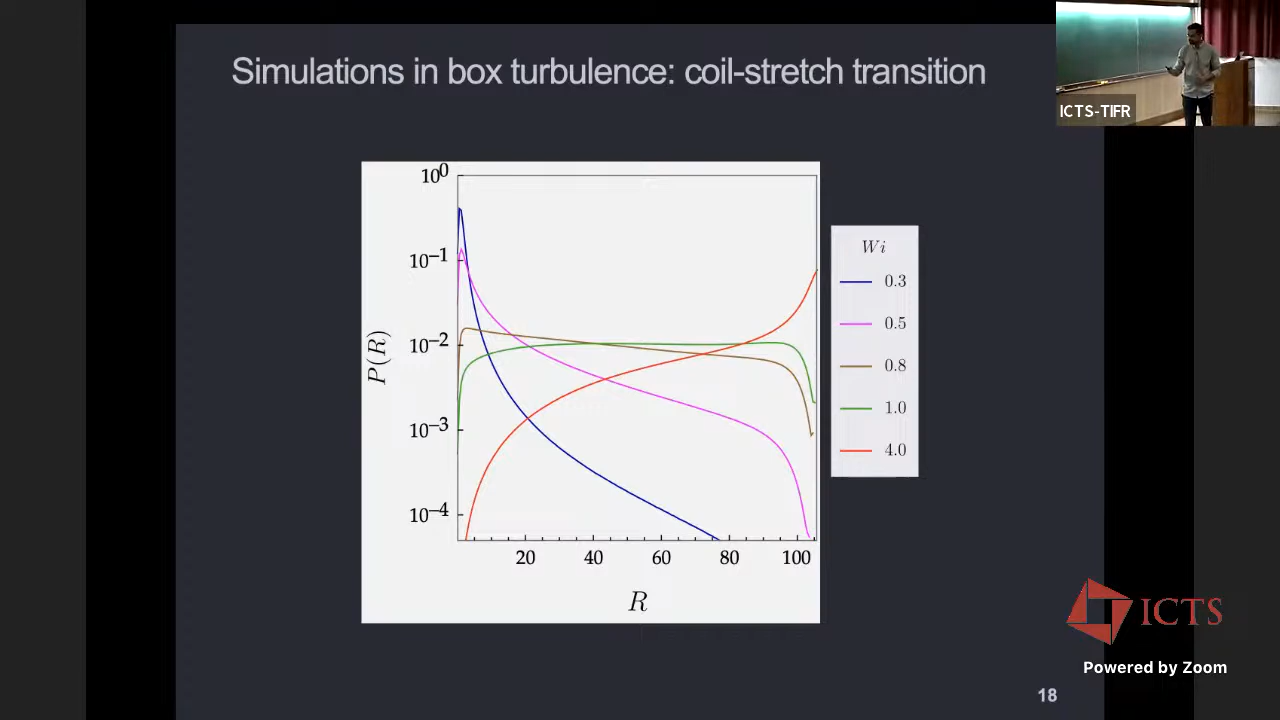 Simulations in box turbulence: coil-stretch transition
ICTS-TIFR
10^0
10^−1
10^−2
10^−3
10^−4
P(R)
20 40 60 80 100
R
Wi
0.3
0.5
0.8
1.0
4.0
ICTS
Powered by Zoom
18